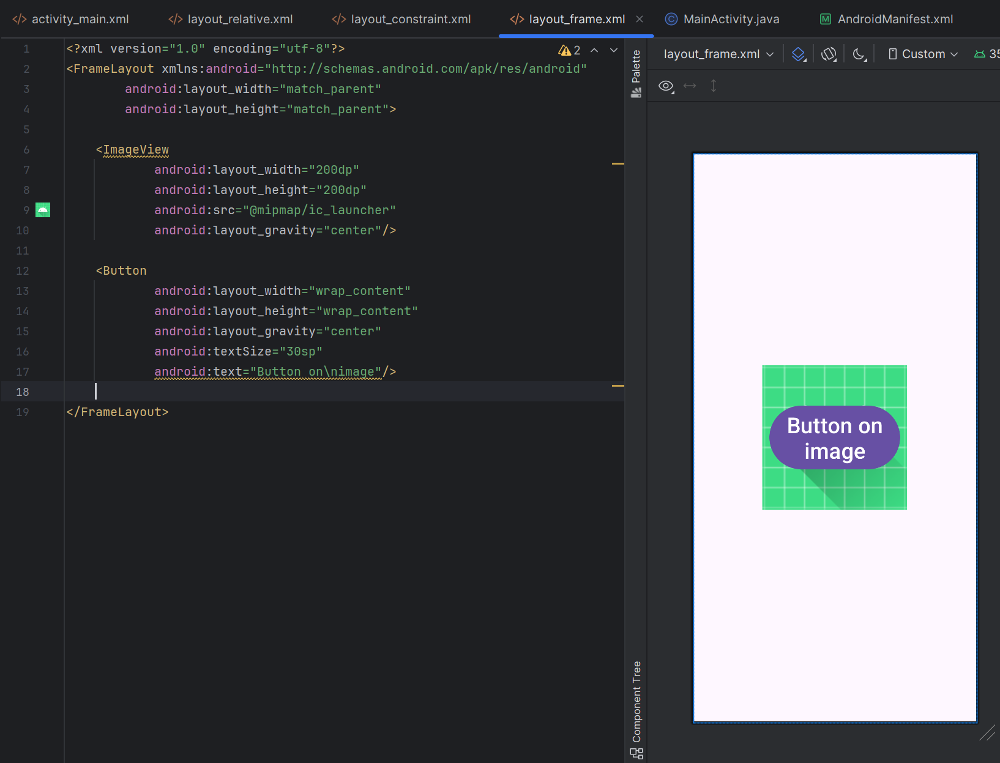 activity_main.xml
layout_relative.xml
layout_constraint.xml
layout_frame.xml
MainActivity.java
AndroidManifest.xml
1 <?xml version="1.0" encoding="utf-8"?>
2 <FrameLayout xmlns:android="http://schemas.android.com/apk/res/android"
3 android:layout_width="match_parent"
4 android:layout_height="match_parent">
5
6 <ImageView
7 android:layout_width="200dp"
8 android:layout_height="200dp"
9 android:src="@mipmap/ic_launcher"
10 android:layout_gravity="center"/>
11
12 <Button
13 android:layout_width="wrap_content"
14 android:layout_height="wrap_content"
15 android:layout_gravity="center"
16 android:textSize="30sp"
17 android:text="Button on\nimage"/>
18
19 </FrameLayout>
2
Palette
Component Tree
layout_frame.xml
Custom
35
Button on
image